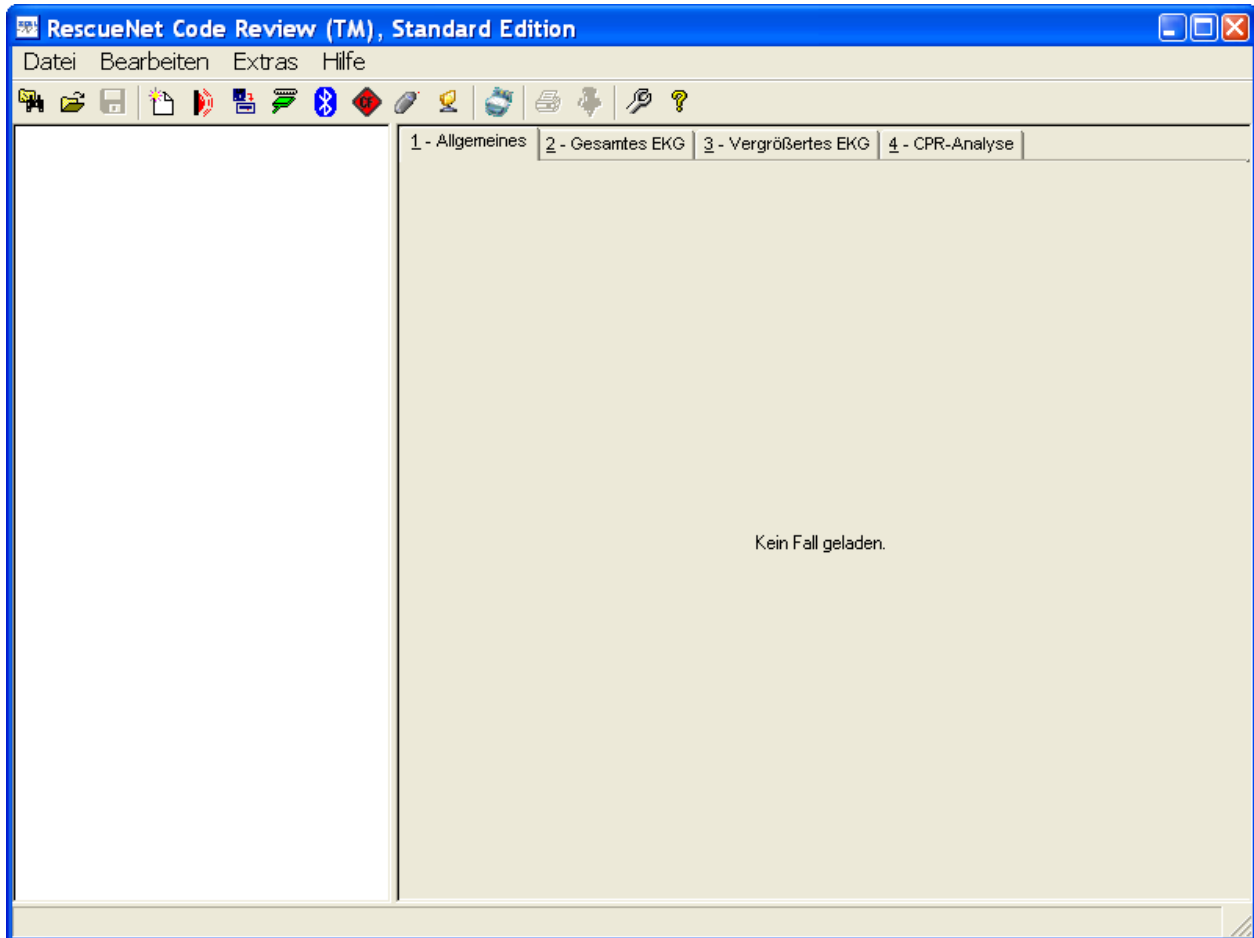 RescueNet Code Review (TM), Standard Edition
Datei Bearbeiten Extras Hilfe
CF
1 - Allgemeines 2 - Gesamtes EKG 3 - Vergrößertes EKG 4 - CPR-Analyse
Kein Fall geladen.